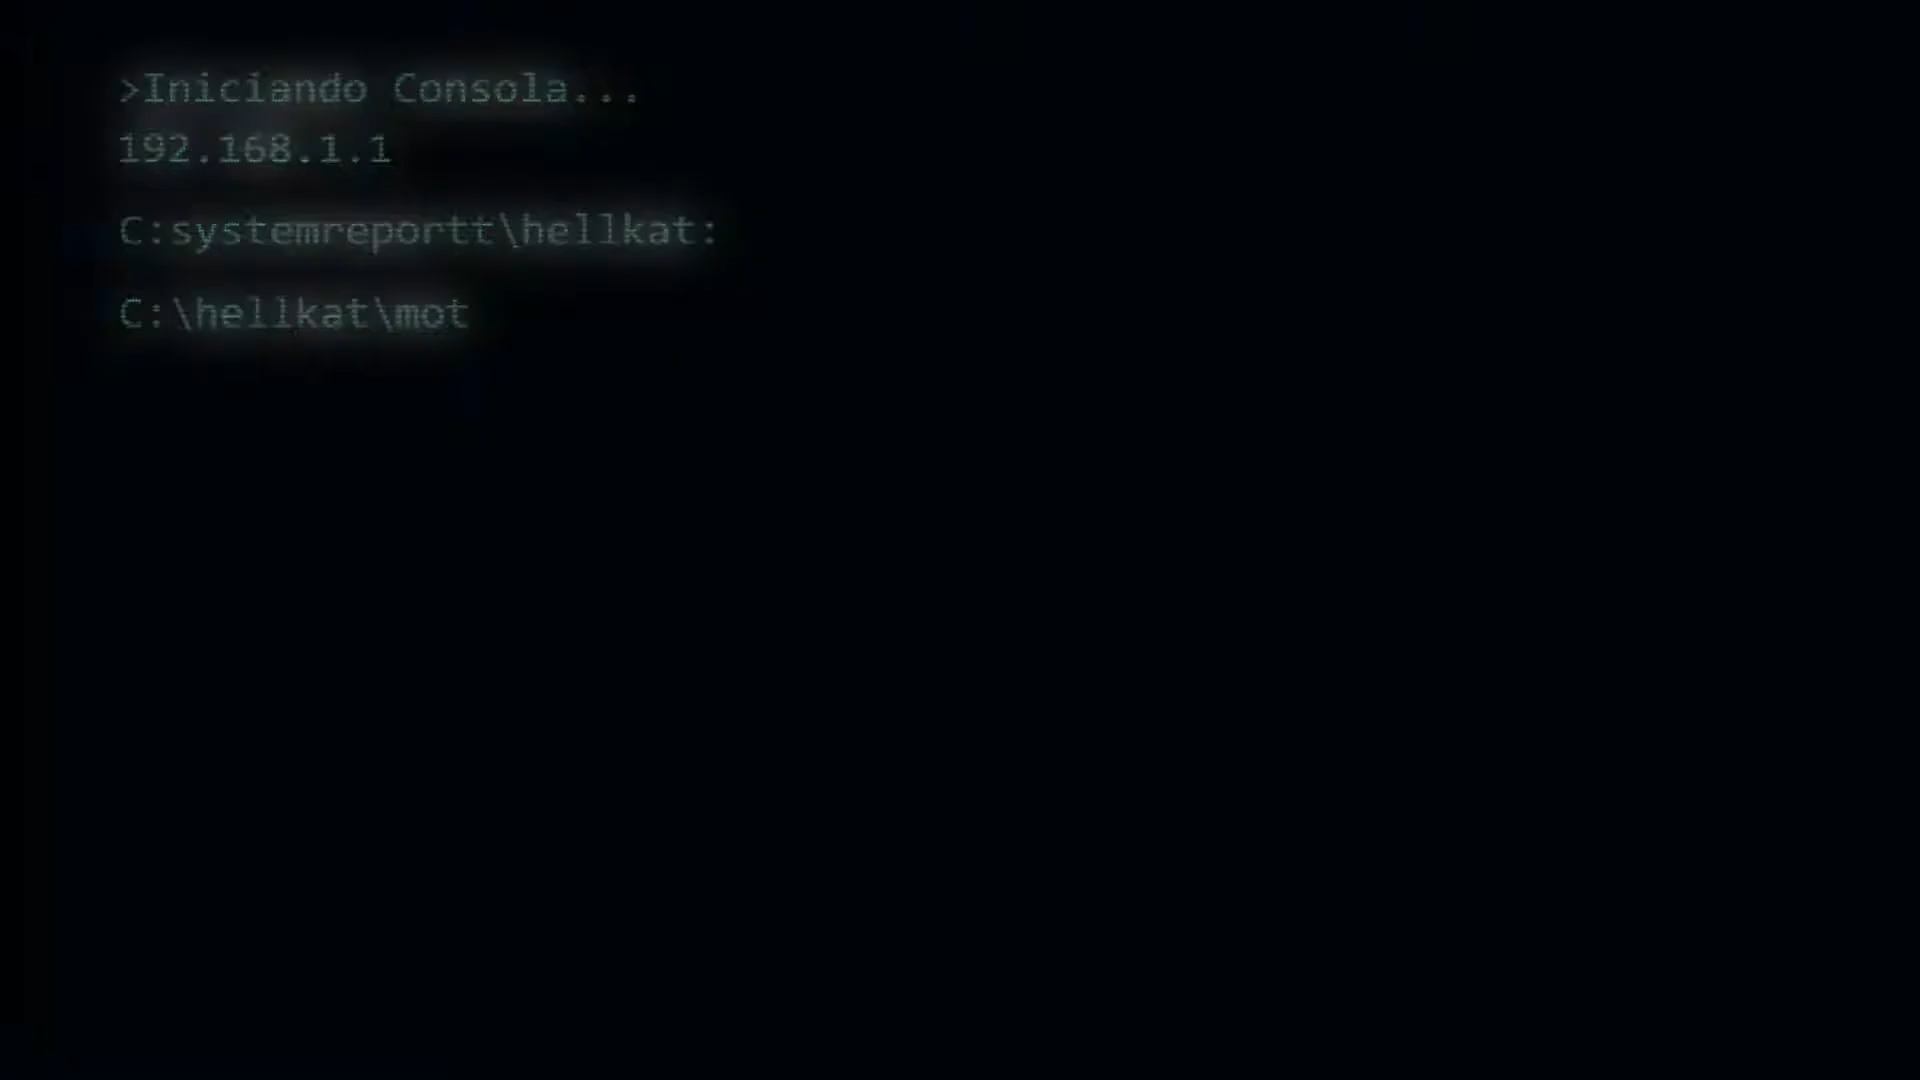 >Iniciando Consola...
192.168.1.1
C:systemreportt\hellkat:
C:\hellkat\mot